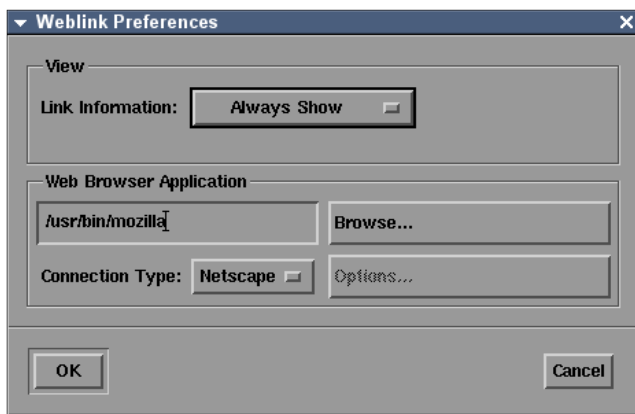 Weblink Preferences
View
Link Information: Always Show
Web Browser Application
/usr/bin/mozilla Browse...
Connection Type: Netscape Options...
OK Cancel